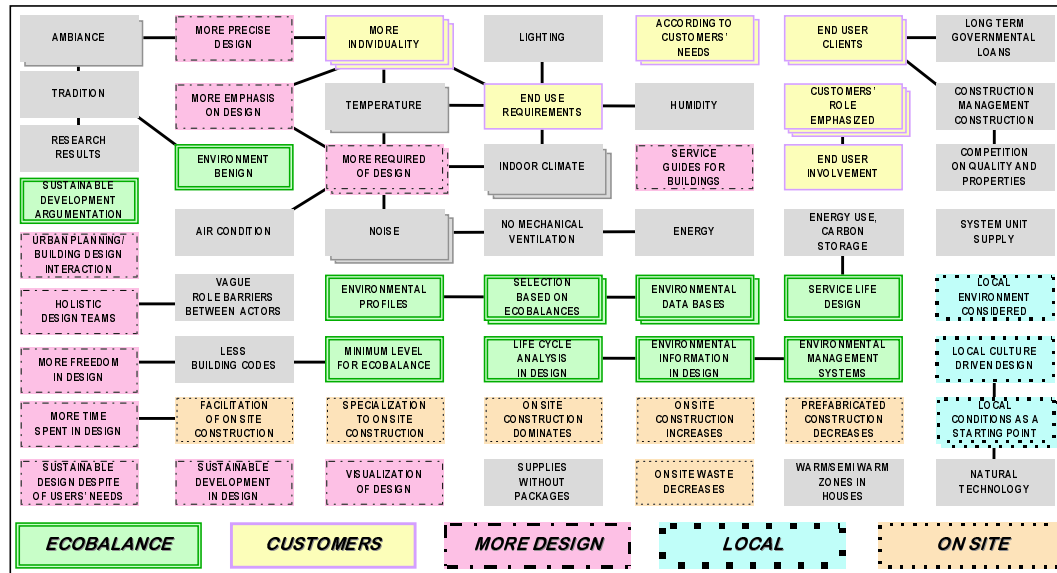 AMBIANCE
MORE PRECISE
DESIGN
MORE
INDIVIDUALITY
LIGHTING
ACCORDING TO
CUSTOMERS'
NEEDS
END USER
CLIENTS
LONG TERM
GOVERNMENTAL
LOANS
TRADITION
MORE EMPHASIS
ON DESIGN
TEMPERATURE
END USE
REQUIREMENTS
HUMIDITY
CUSTOMERS'
ROLE
EMPHASIZED
CONSTRUCTION
MANAGEMENT
CONSTRUCTION
RESEARCH
RESULTS
ENVIRONMENT
BENIGN
MORE REQUIRED
OF DESIGN
INDOOR CLIMATE
SERVICE
GUIDES FOR
BUILDINGS
END USER
INVOLVEMENT
COMPETITION
ON QUALITY AND
PROPERTIES
SUSTAINABLE
DEVELOPMENT
ARGUMENTATION
AIR CONDITION
NOISE
NO MECHANICAL
VENTILATION
ENERGY
ENERGY USE,
CARBON
STORAGE
SYSTEM UNIT
SUPPLY
URBAN PLANNING/
BUILDING DESIGN
INTERACTION
HOLISTIC
DESIGN TEAMS
VAGUE
ROLE BARRIERS
BETWEEN ACTORS
ENVIRONMENTAL
PROFILES
SELECTION
BASED ON
ECOBALANCES
ENVIRONMENTAL
DATA BASES
SERVICE LIFE
DESIGN
LOCAL
ENVIRONMENT
CONSIDERED
MORE FREEDOM
IN DESIGN
LESS
BUILDING CODES
MINIMUM LEVEL
FOR ECOBALANCE
LIFE CYCLE
ANALYSIS
IN DESIGN
ENVIRONMENTAL
INFORMATION
IN DESIGN
ENVIRONMENTAL
MANAGEMENT
SYSTEMS
LOCAL CULTURE
DRIVEN DESIGN
MORE TIME
SPENT IN DESIGN
FACILITATION
OF ON SITE
CONSTRUCTION
SPECIALIZATION
TO ON SITE
CONSTRUCTION
ON SITE
CONSTRUCTION
DOMINATES
ON SITE
CONSTRUCTION
INCREASES
PREFABRICATED
CONSTRUCTION
DECREASES
LOCAL
CONDITIONS AS A
STARTING POINT
SUSTAINABLE
DESIGN DESPITE
OF USERS' NEEDS
SUSTAINABLE
DEVELOPMENT
IN DESIGN
VISUALIZATION
OF DESIGN
SUPPLIES
WITHOUT
PACKAGES
ON SITE WASTE
DECREASES
WARM/SEMI WARM
ZONES IN
HOUSES
NATURAL
TECHNOLOGY
ECOBALANCE
CUSTOMERS
MORE DESIGN
LOCAL
ON SITE